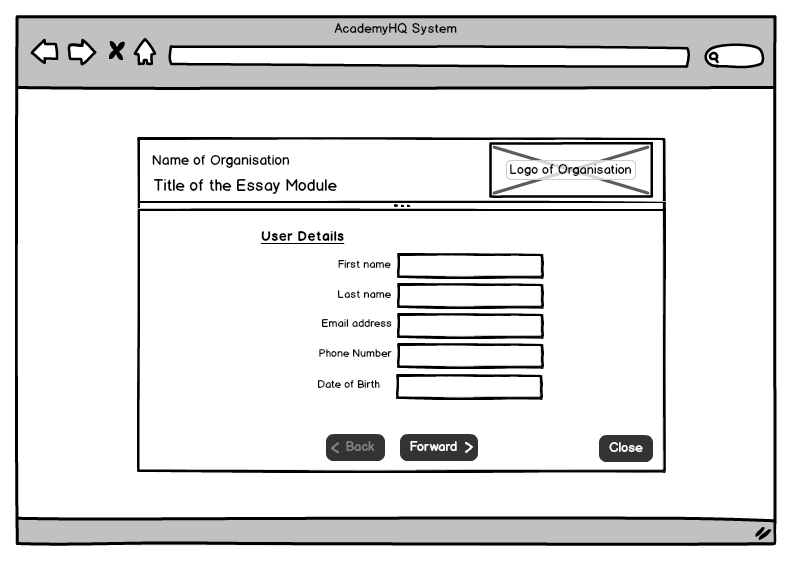 AcademyHQ System
Name of Organisation
Logo of Organisation
Title of the Essay Module
User Details
First name
Last name
Email address
Phone Number
Date of Birth
< Back
Forward >
Close